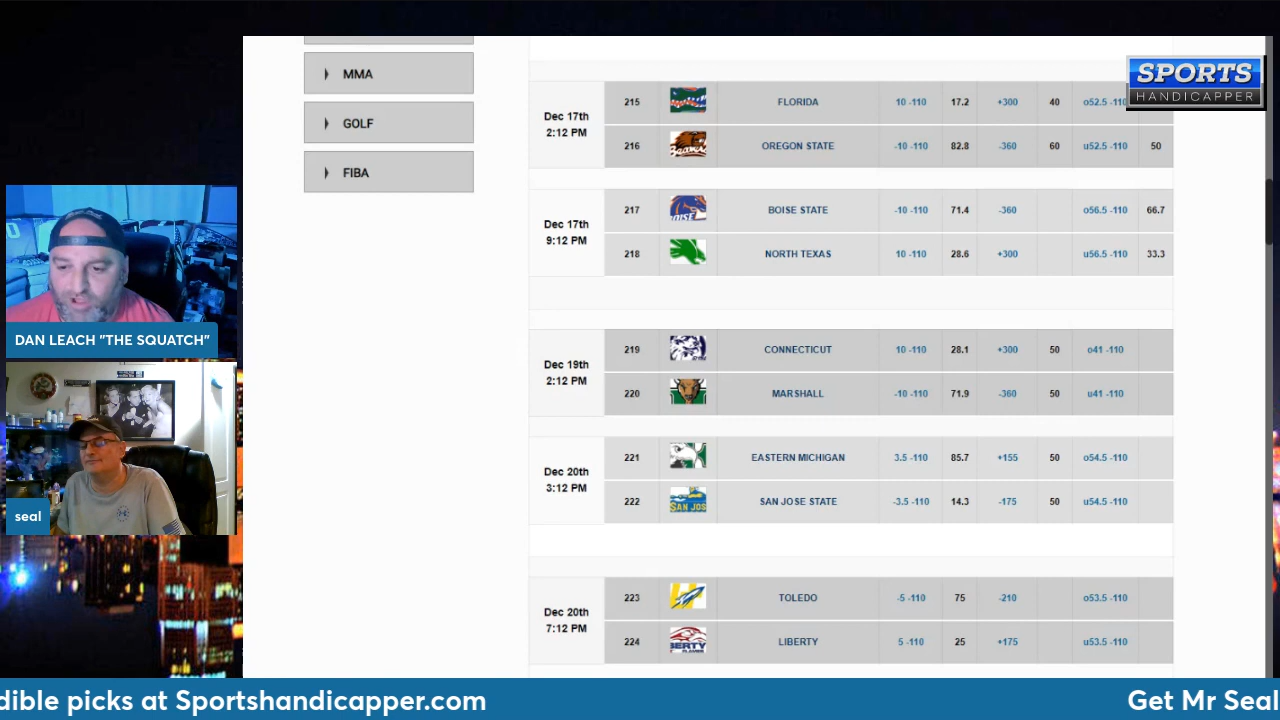 MMA
GOLF
FIBA
SPORTS
HANDICAPPER
Dec 17th
2:12 PM
215 FLORIDA 10 -110 17.2 +300 40 o52.5 -110
216 OREGON STATE -10 -110 82.8 -360 60 u52.5 -110 50
Dec 17th
9:12 PM
217 BOISE STATE -10 -110 71.4 -360 o56.5 -110 66.7
218 NORTH TEXAS 10 -110 28.6 +300 u56.5 -110 33.3
Dec 19th
2:12 PM
219 CONNECTICUT 10 -110 28.1 +300 50 o41 -110
220 MARSHALL -10 -110 71.9 -360 50 u41 -110
Dec 20th
3:12 PM
221 EASTERN MICHIGAN 3.5 -110 85.7 +155 50 o54.5 -110
222 SAN JOS SAN JOSE STATE -3.5 -110 14.3 -175 50 u54.5 -110
Dec 20th
7:12 PM
223 TOLEDO -5 -110 75 -210 o53.5 -110
224 LIBERTY 5 -110 25 +175 u53.5 -110
DAN LEACH "THE SQUATCH"
seal
dible picks at Sportshandicapper.com
Get Mr Seal